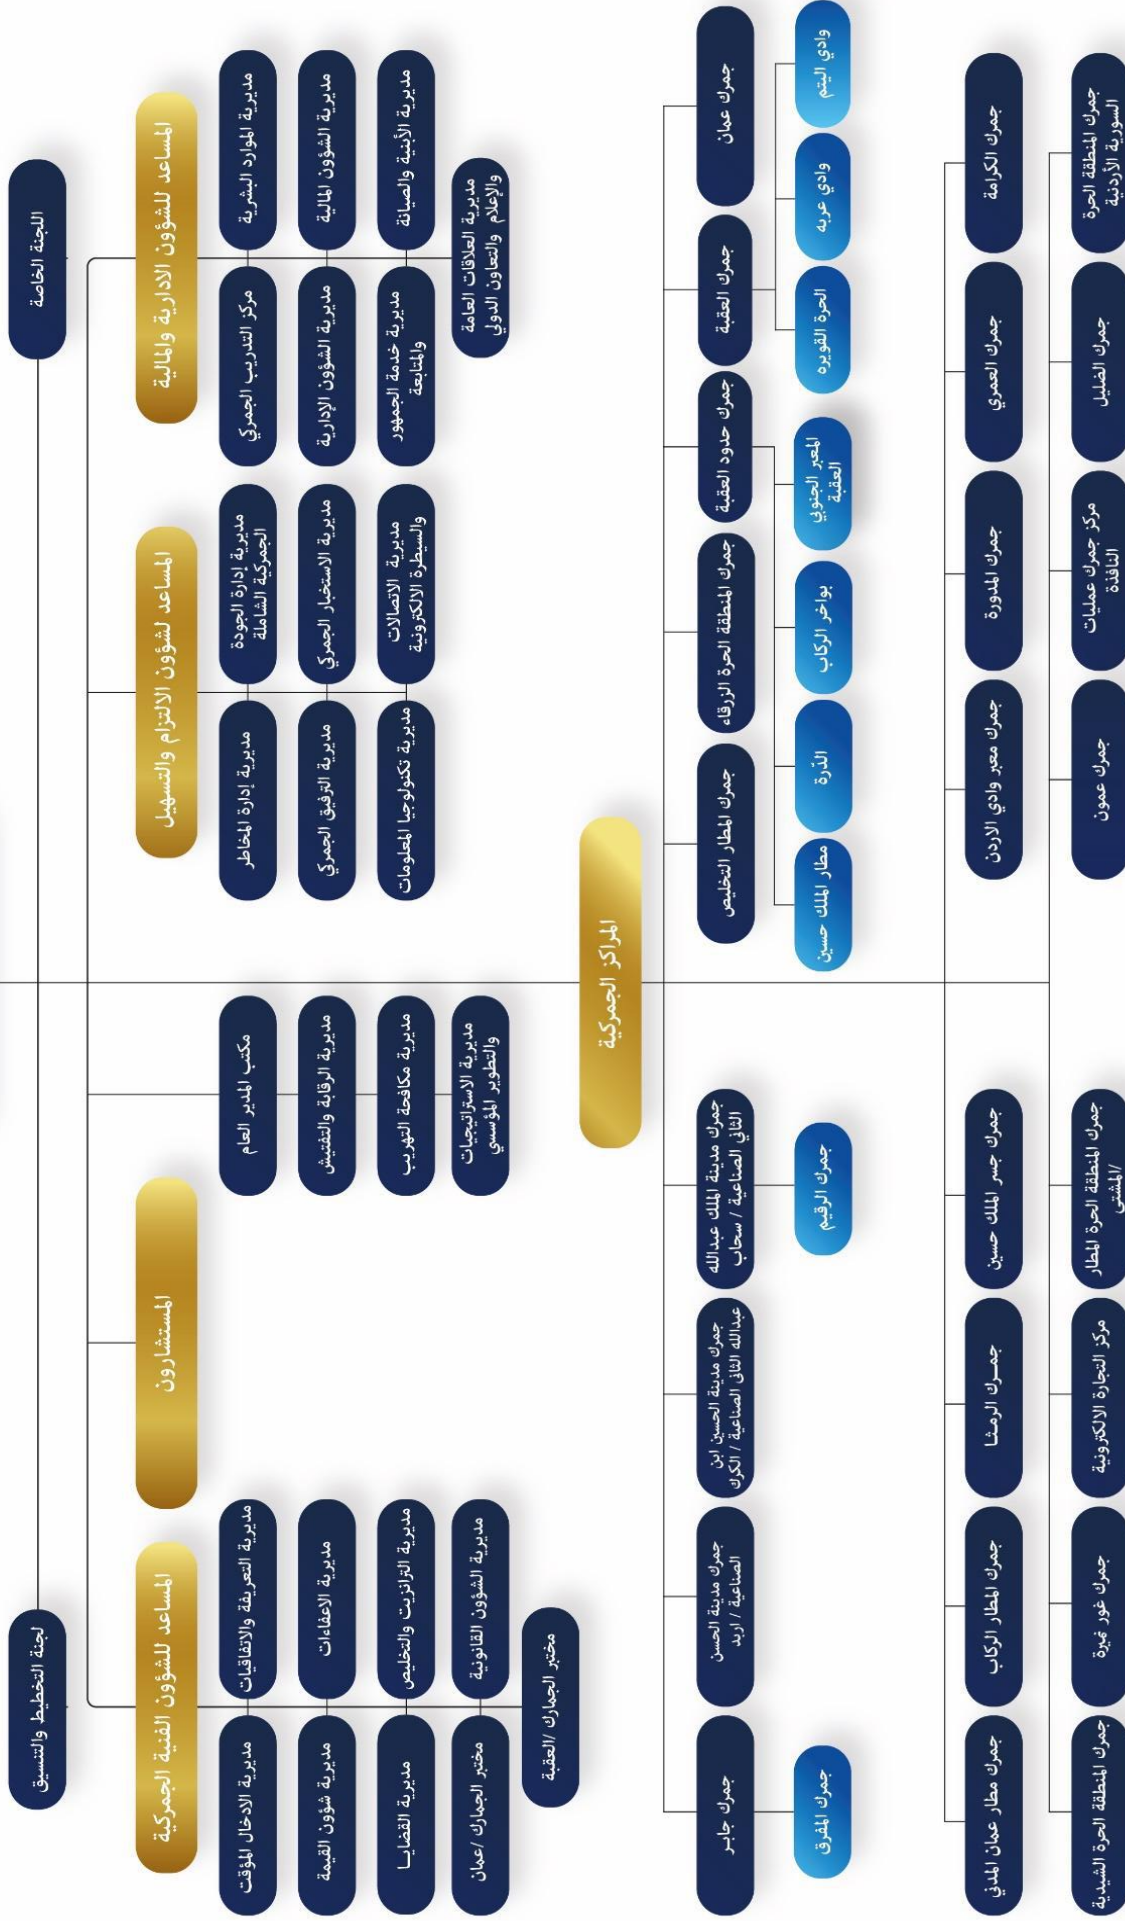 اللجنة الخاصة
لجنة التخطيط والتنسيق
المساعد للشؤون الادارية والمالية
المساعد لشؤون الالتزام والتسهيل
المستشارون
المساعد للشؤون الفنية الجمركية
مديرية الموارد البشرية
مركز التدريب الجمركي
مديرية الشؤون المالية
مديرية الشؤون الإدارية
مديرية الأبنية والصيانة
مديرية خدمة الجمهور
والمتابعة
مديرية العلاقات العامة
والإعلام والتعاون الدولي
مديرية إدارة الجودة
الجمركية الشاملة
مديرية إدارة المخاطر
مديرية الاستخبار الجمركي
مديرية الترفيق الجمركي
مديرية الاتصالات
والسيطرة الالكترونية
مديرية تكنولوجيا المعلومات
مكتب المدير العام
مديرية الرقابة والتفتيش
مديرية مكافحة التهريب
مديرية الاستراتيجيات
والتطوير المؤسسي
مديرية التعريفة والاتفاقيات
مديرية الادخال المؤقت
مديرية الاعفاءات
مديرية شؤون القيمة
مديرية الترانزيت والتخليص
مديرية القضايا
مديرية الشؤون القانونية
مختبر الجمارك /عمان
مختبر الجمارك /العقبة
المراكز الجمركية
جمرك عمان
جمرك العقبة
جمرك حدود العقبة
جمرك المنطقة الحرة الزرقاء
جمرك المطار التخليص
جمرك مدينة الملك عبدالله
الثاني الصناعية / سحاب
جمرك مدينة الحسين ابن
عبدالله الثاني الصناعية / الكرك
جمرك مدينة الحسن
الصناعية / اربد
جمرك جابر
وادي اليتم
وادي عربه
الحرة القويره
المعبر الجنوبي
العقبة
بواخر الركاب
الدّرة
مطار الملك حسين
جمرك الرقيم
جمرك المفرق
جمرك الكرامة
جمرك العمري
جمرك المدورة
جمرك معبر وادي الاردن
جمرك جسر الملك حسين
جمرك الرمثا
جمرك المطار الركاب
جمرك مطار عمان المدني
جمرك المنطقة الحرة
السورية الأردنية
جمرك الضليل
مركز جمرك عمليات
النافذة
جمرك عمون
جمرك المنطقة الحرة المطار
/المشتى
مركز التجارة الالكترونية
جمرك غور نميرة
جمرك المنطقة الحرة الشيدية